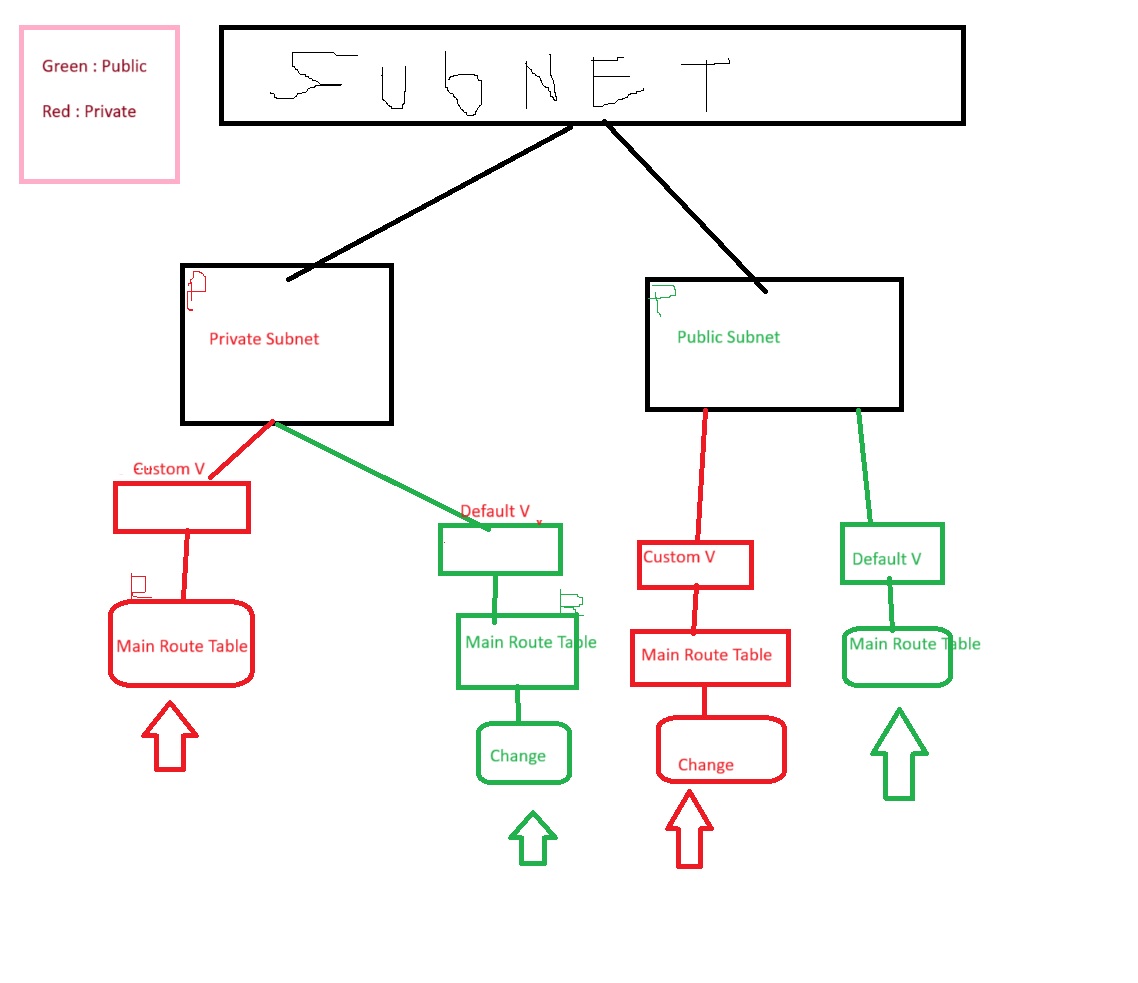 Green : Public
Red : Private
SUbNET
P
Private Subnet
P
Public Subnet
Custom V
Default V
x
Custom V
Default V
Main Route Table
Main Route Table
Main Route Table
Main Route Table
Change
Change